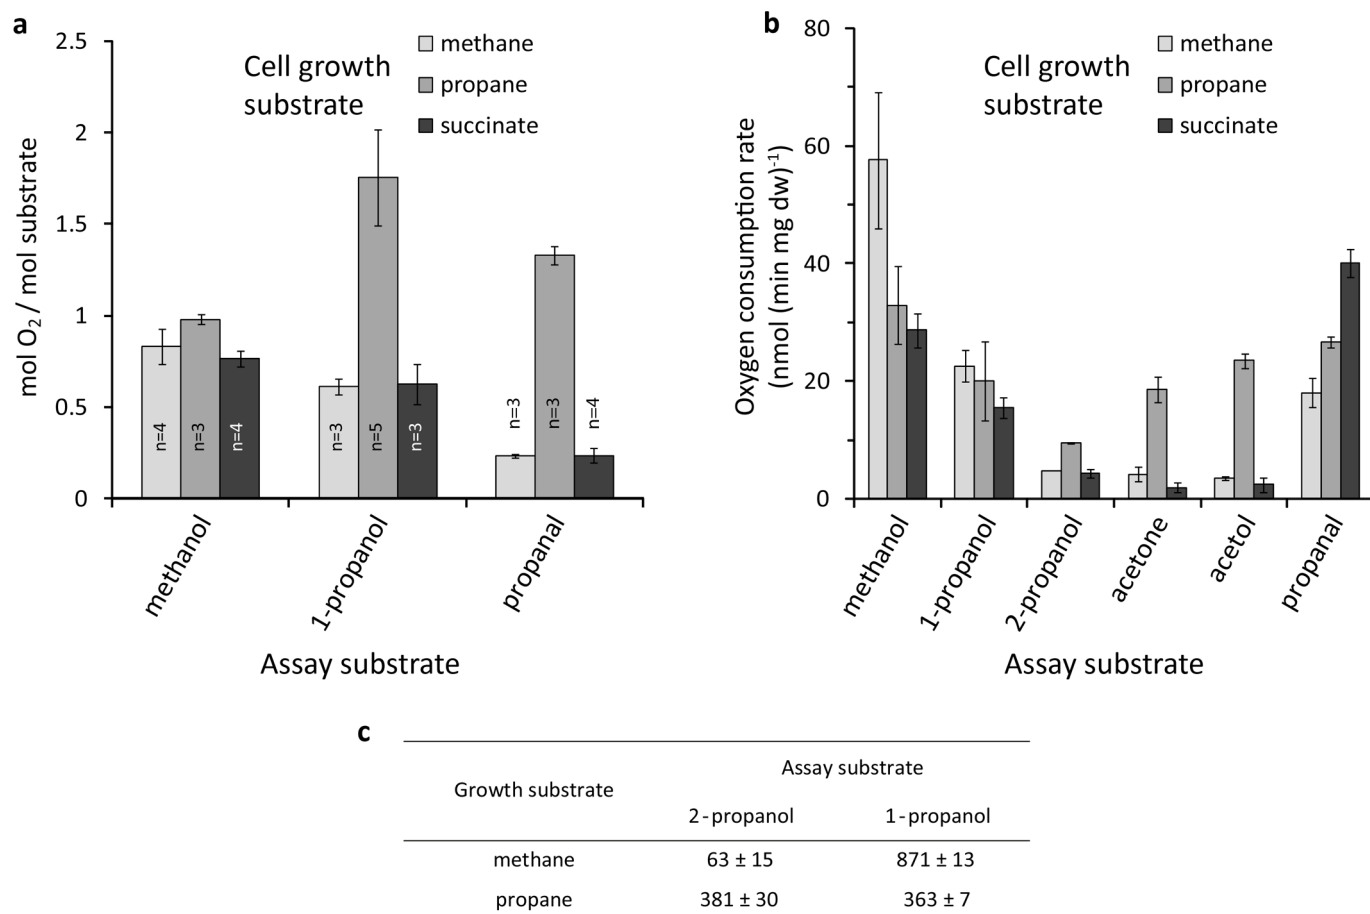 a
2.5
2
1.5
1
0.5
0
mol O2 / mol substrate
Cell growth
substrate
methane
propane
succinate
n=4
n=3
n=4
n=3
n=5
n=3
n=3
n=3
n=4
methanol
1-propanol
propanal
Assay substrate
b
80
60
40
20
0
Oxygen consumption rate
(nmol (min mg dw)-1)
Cell growth
substrate
methane
propane
succinate
methanol
1-propanol
2-propanol
acetone
acetol
propanal
Assay substrate
c
Growth substrate
Assay substrate
2-propanol 1-propanol
methane 63 ± 15 871 ± 13
propane 381 ± 30 363 ± 7